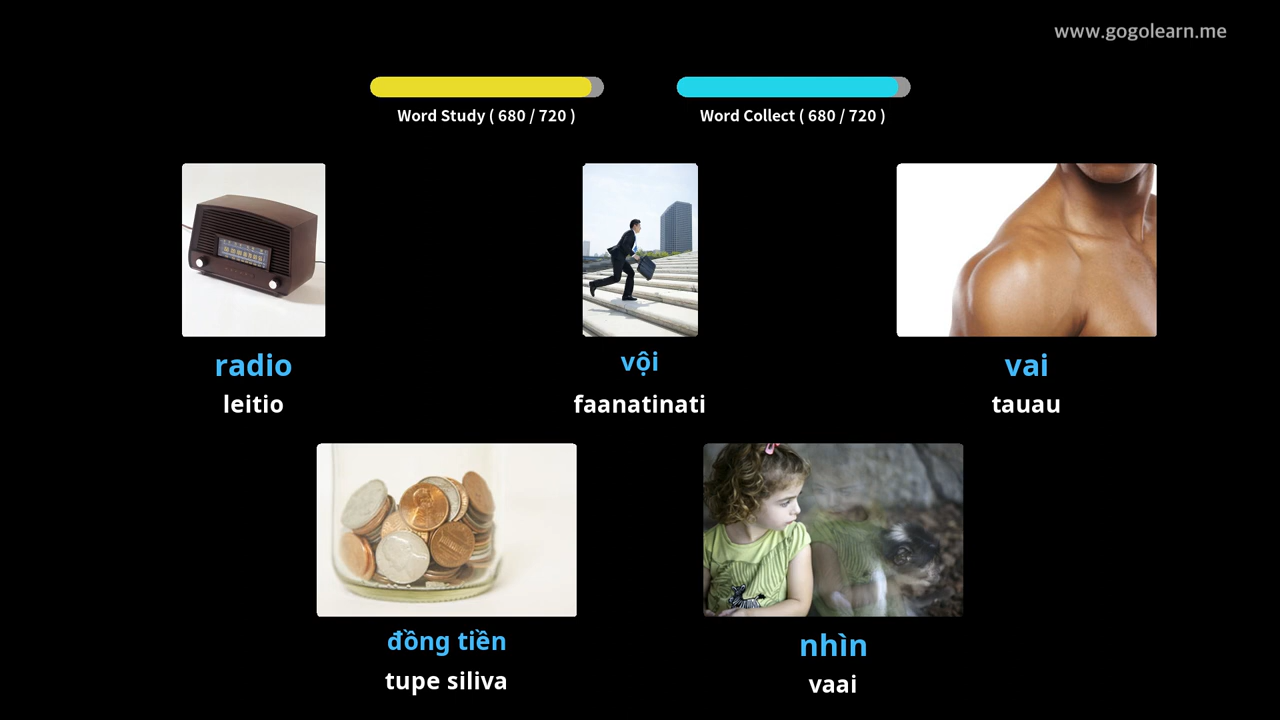 www.gogolearn.me
Word Study ( 680 / 720 )
Word Collect ( 680 / 720 )
radio
leitio
vội
faanatinati
vai
tauau
đồng tiền
tupe siliva
nhìn
vaai